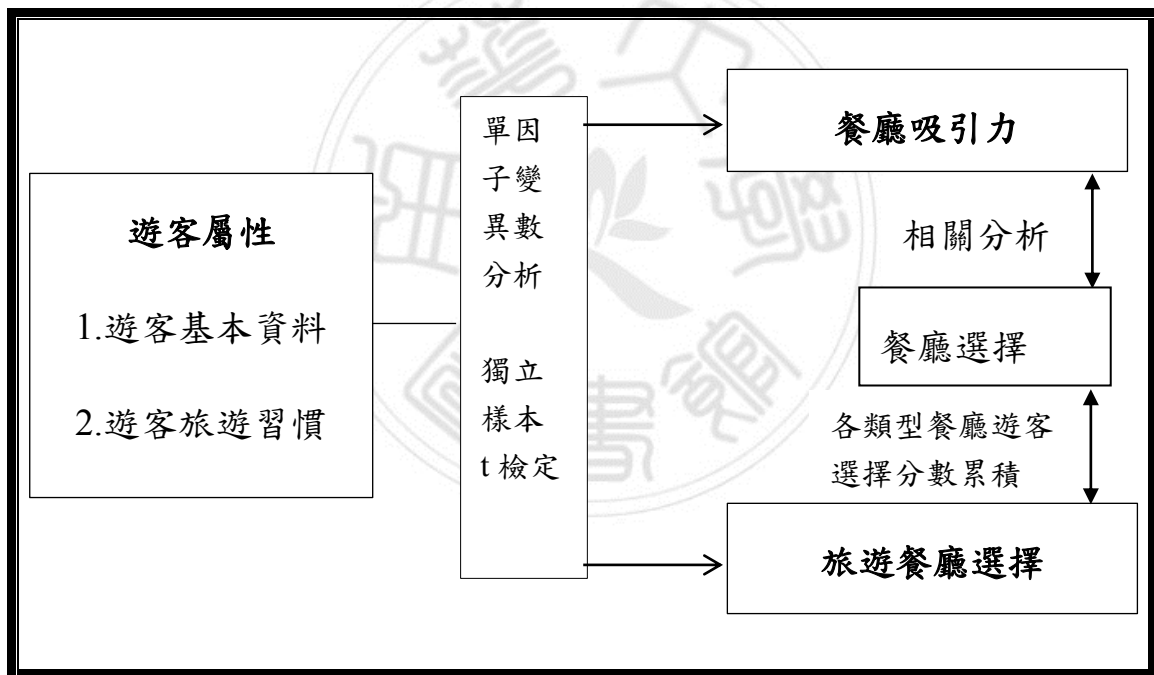 遊客屬性
1.遊客基本資料
2.遊客旅遊習慣
單因
子變
異數
分析
獨立
樣本
t 檢定
餐廳吸引力
相關分析
餐廳選擇
各類型餐廳遊客
選擇分數累積
旅遊餐廳選擇